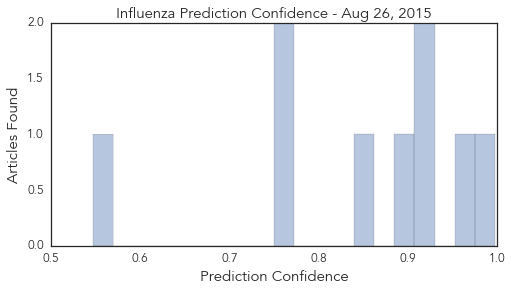 Influenza Prediction Confidence - Aug 26, 2015
2.0
1.5
1.0
0.5
0.0
Articles Found
0.5 0.6 0.7 0.8 0.9 1.0
Prediction Confidence